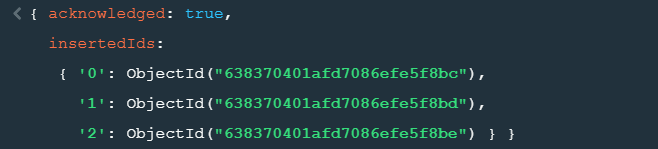 < { acknowledged: true,
insertedIds:
{ '0': ObjectId("638370401afd7086efe5f8bc"),
'1': ObjectId("638370401afd7086efe5f8bd"),
'2': ObjectId("638370401afd7086efe5f8be") } }